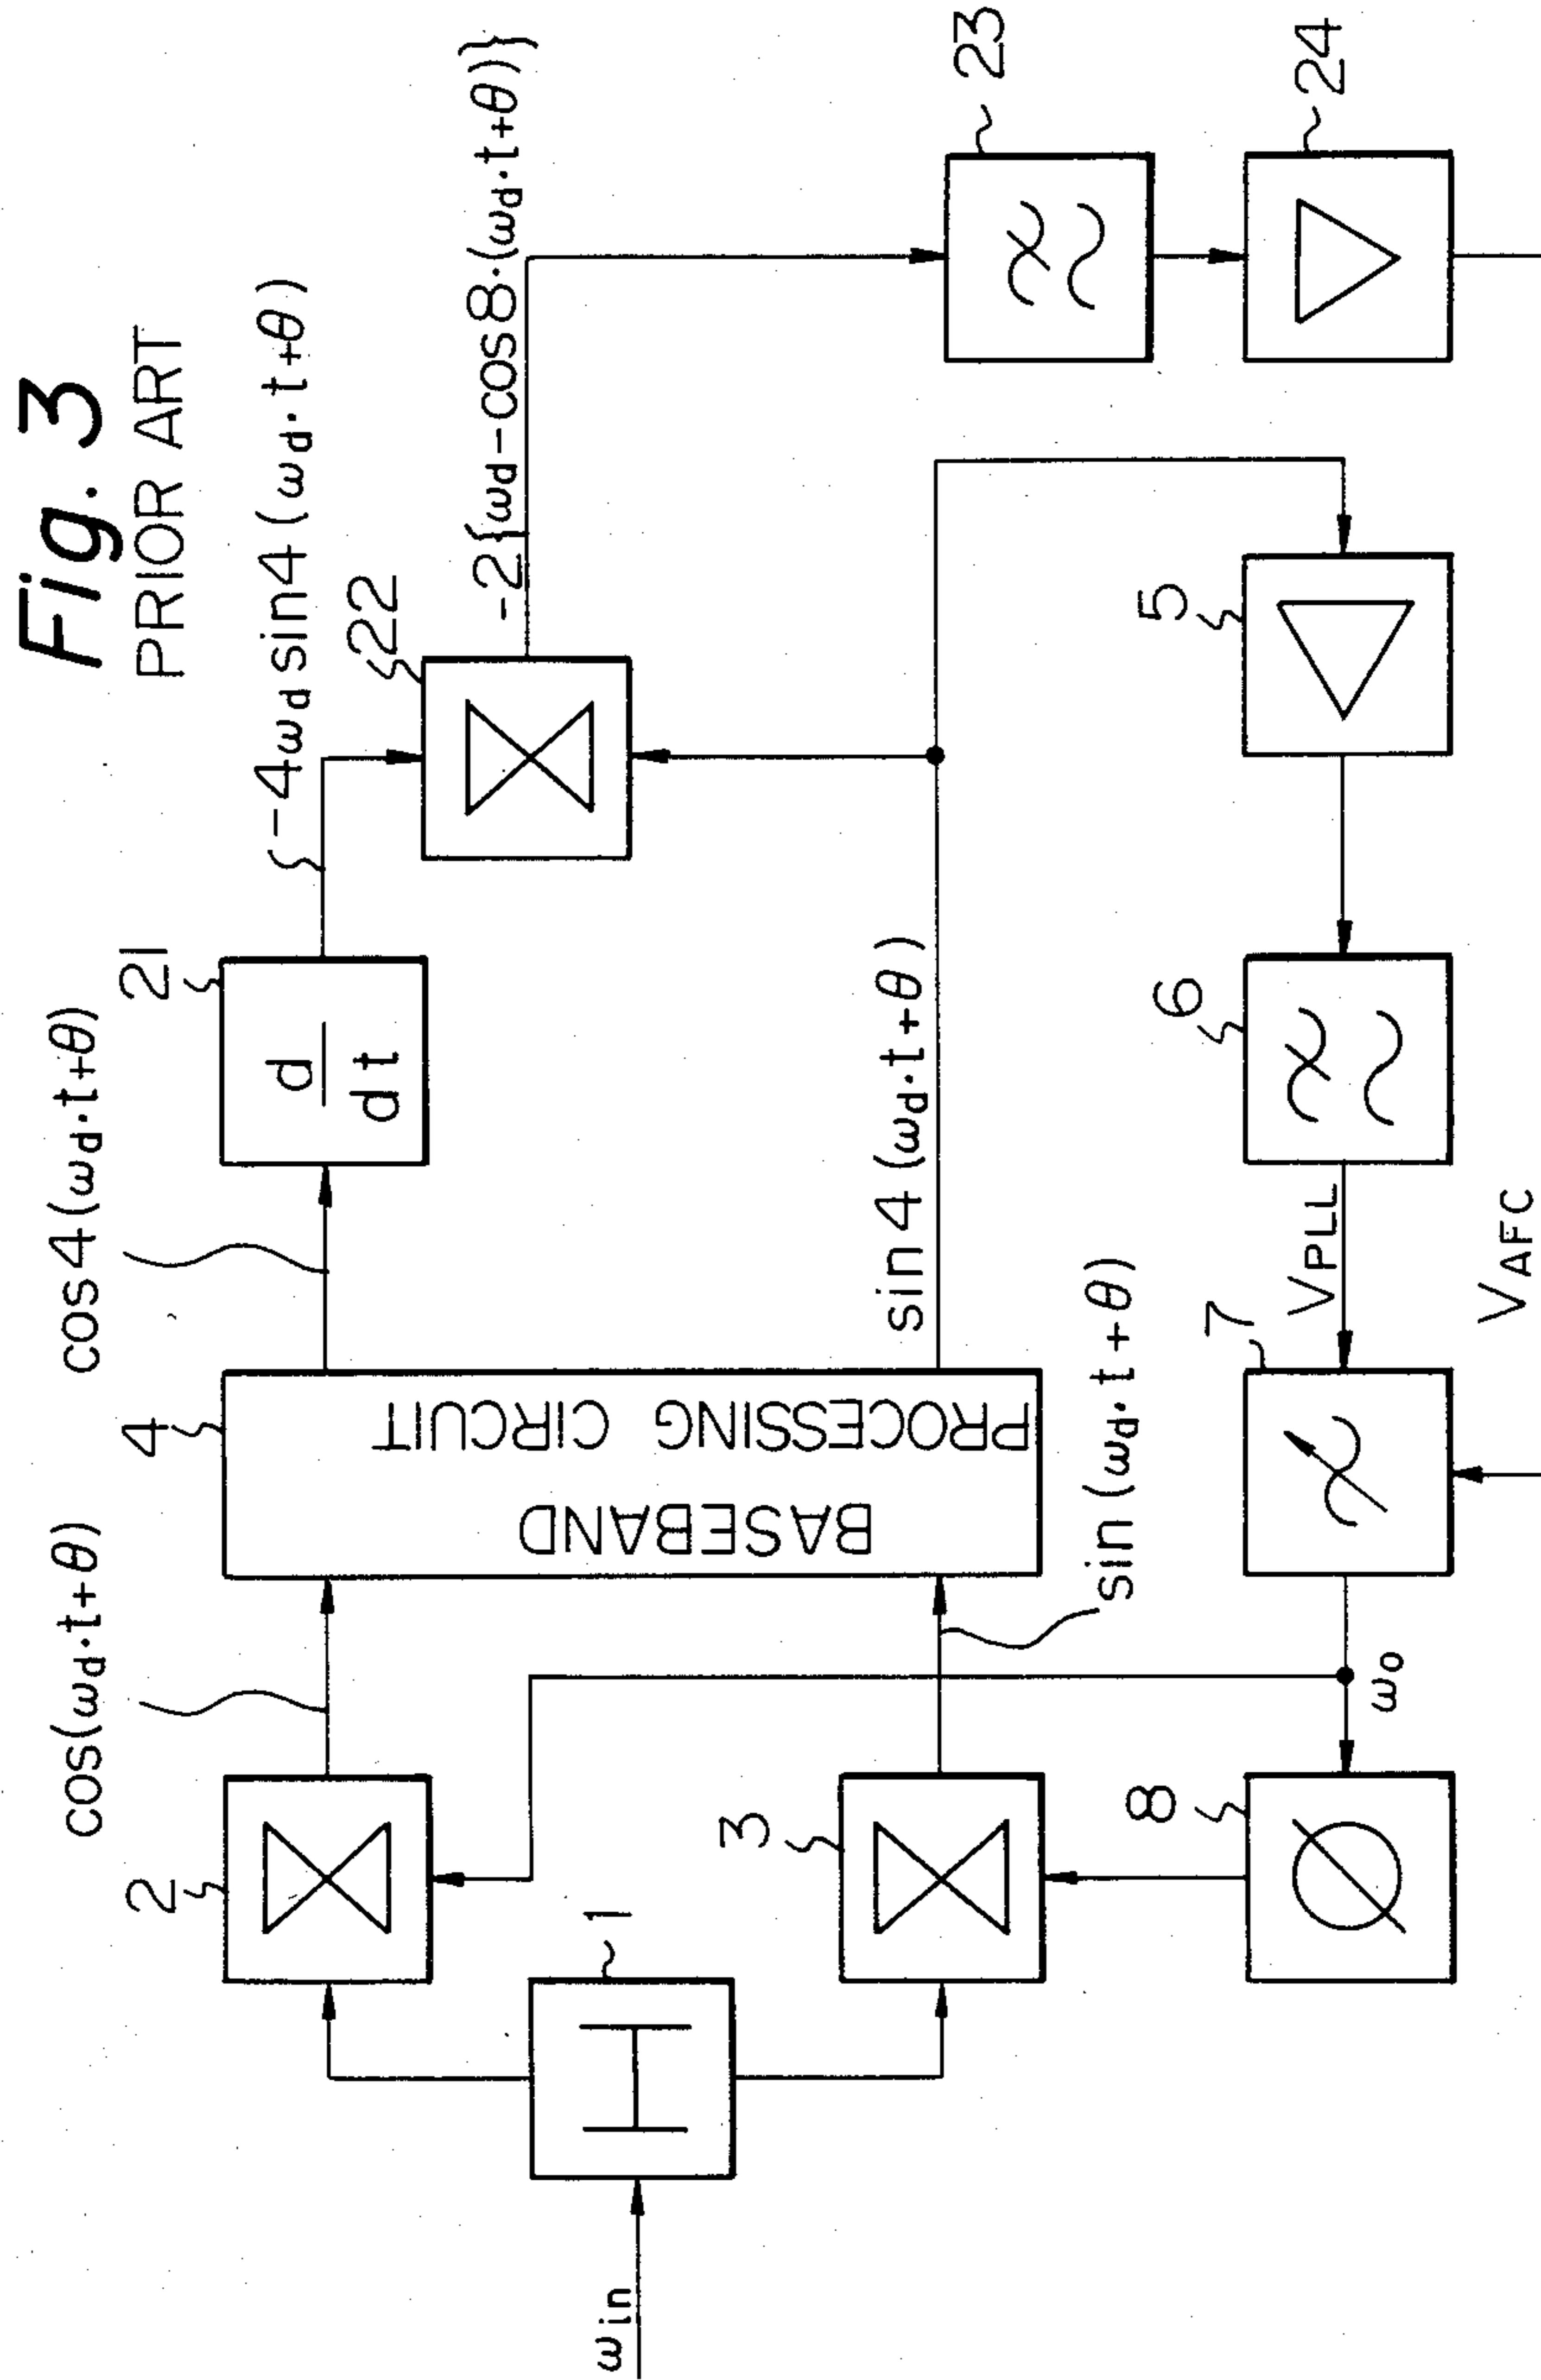 Fig. 3
PRIOR ART
cos(ωd·t+θ)
cos4(ωd·t+θ)
-4ωd sin4(ωd·t+θ)
-2{ωd-cos8·(ωd·t+θ)}
2
4
21
22
d
dt
ωin
1
BASEBAND
PROCESSING CIRCUIT
3
sin4(ωd·t+θ)
sin(ωd·t+θ)
23
8
ωo
7
VPLL
6
5
24
VAFC